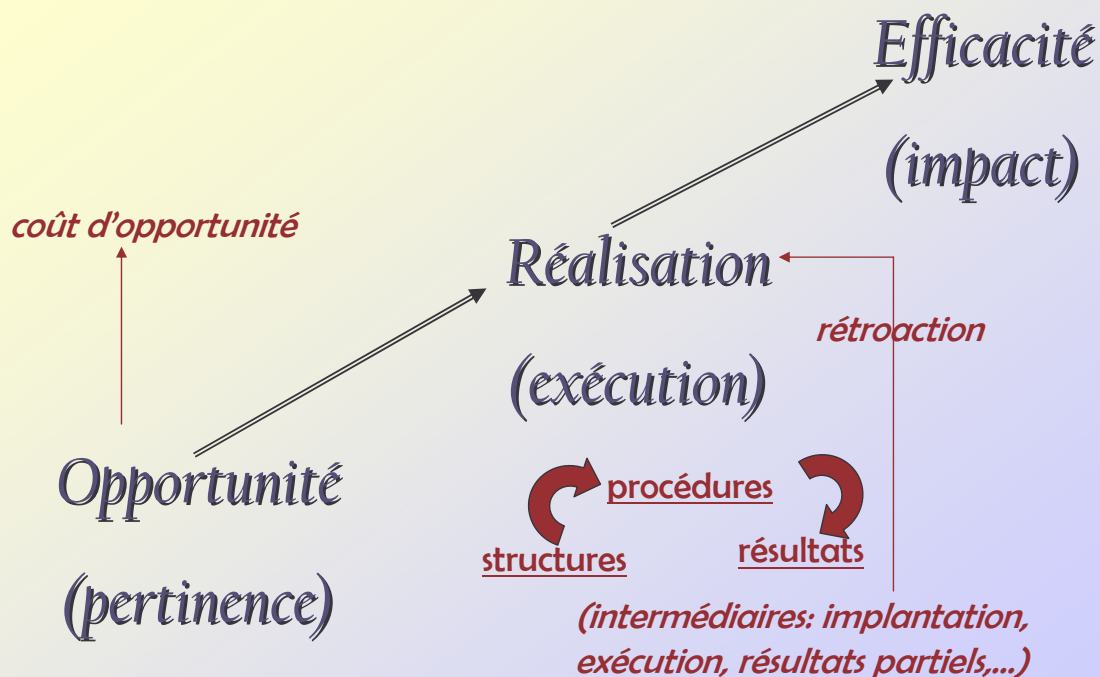 Efficacité
(impact)
coût d'opportunité
Réalisation
rétroaction
(exécution)
Opportunité
(pertinence)
procédures
structures
résultats
(intermédiaires: implantation,
exécution, résultats partiels,...)